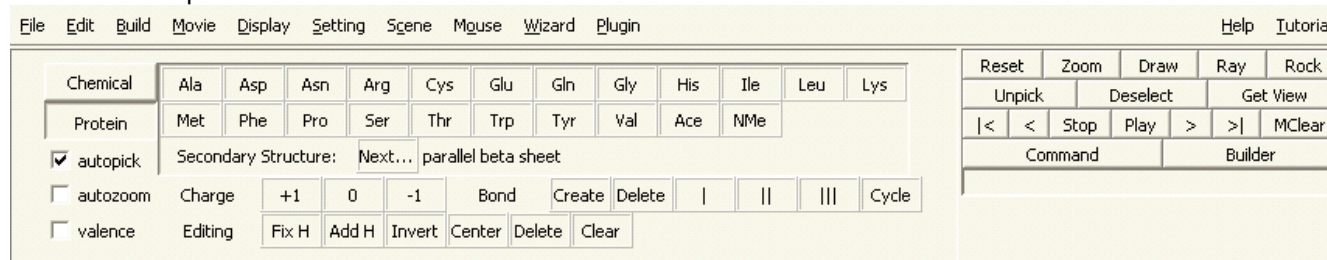 File Edit Build Movie Display Setting Scene Mouse Wizard Plugin Help Tutoria
Chemical Ala Asp Asn Arg Cys Glu Gln Gly His Ile Leu Lys
Protein Met Phe Pro Ser Thr Trp Tyr Val Ace NMe
autopick Secondary Structure: Next... parallel beta sheet
autozoom Charge +1 0 -1 Bond Create Delete | || ||| Cycle
valence Editing Fix H Add H Invert Center Delete Clear
Reset Zoom Draw Ray Rock
Unpick Deselect Get View
|< < Stop Play > >| MClear
Command Builder